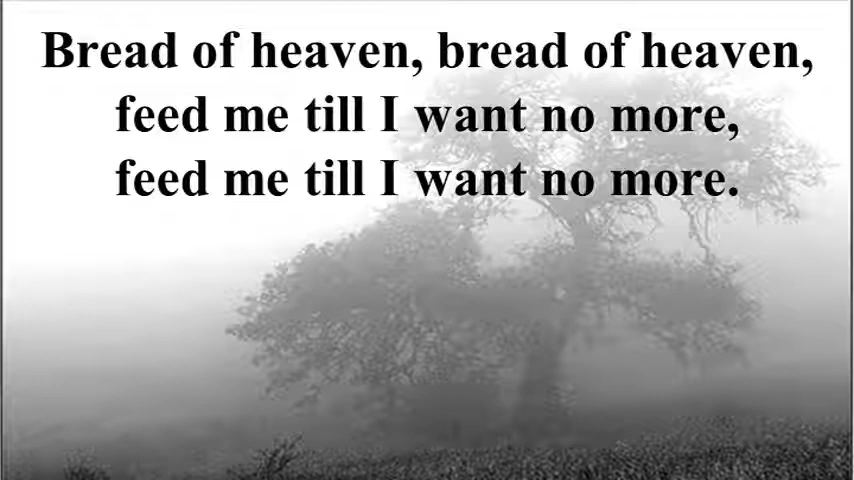 Bread of heaven, bread of heaven,
feed me till I want no more,
feed me till I want no more.